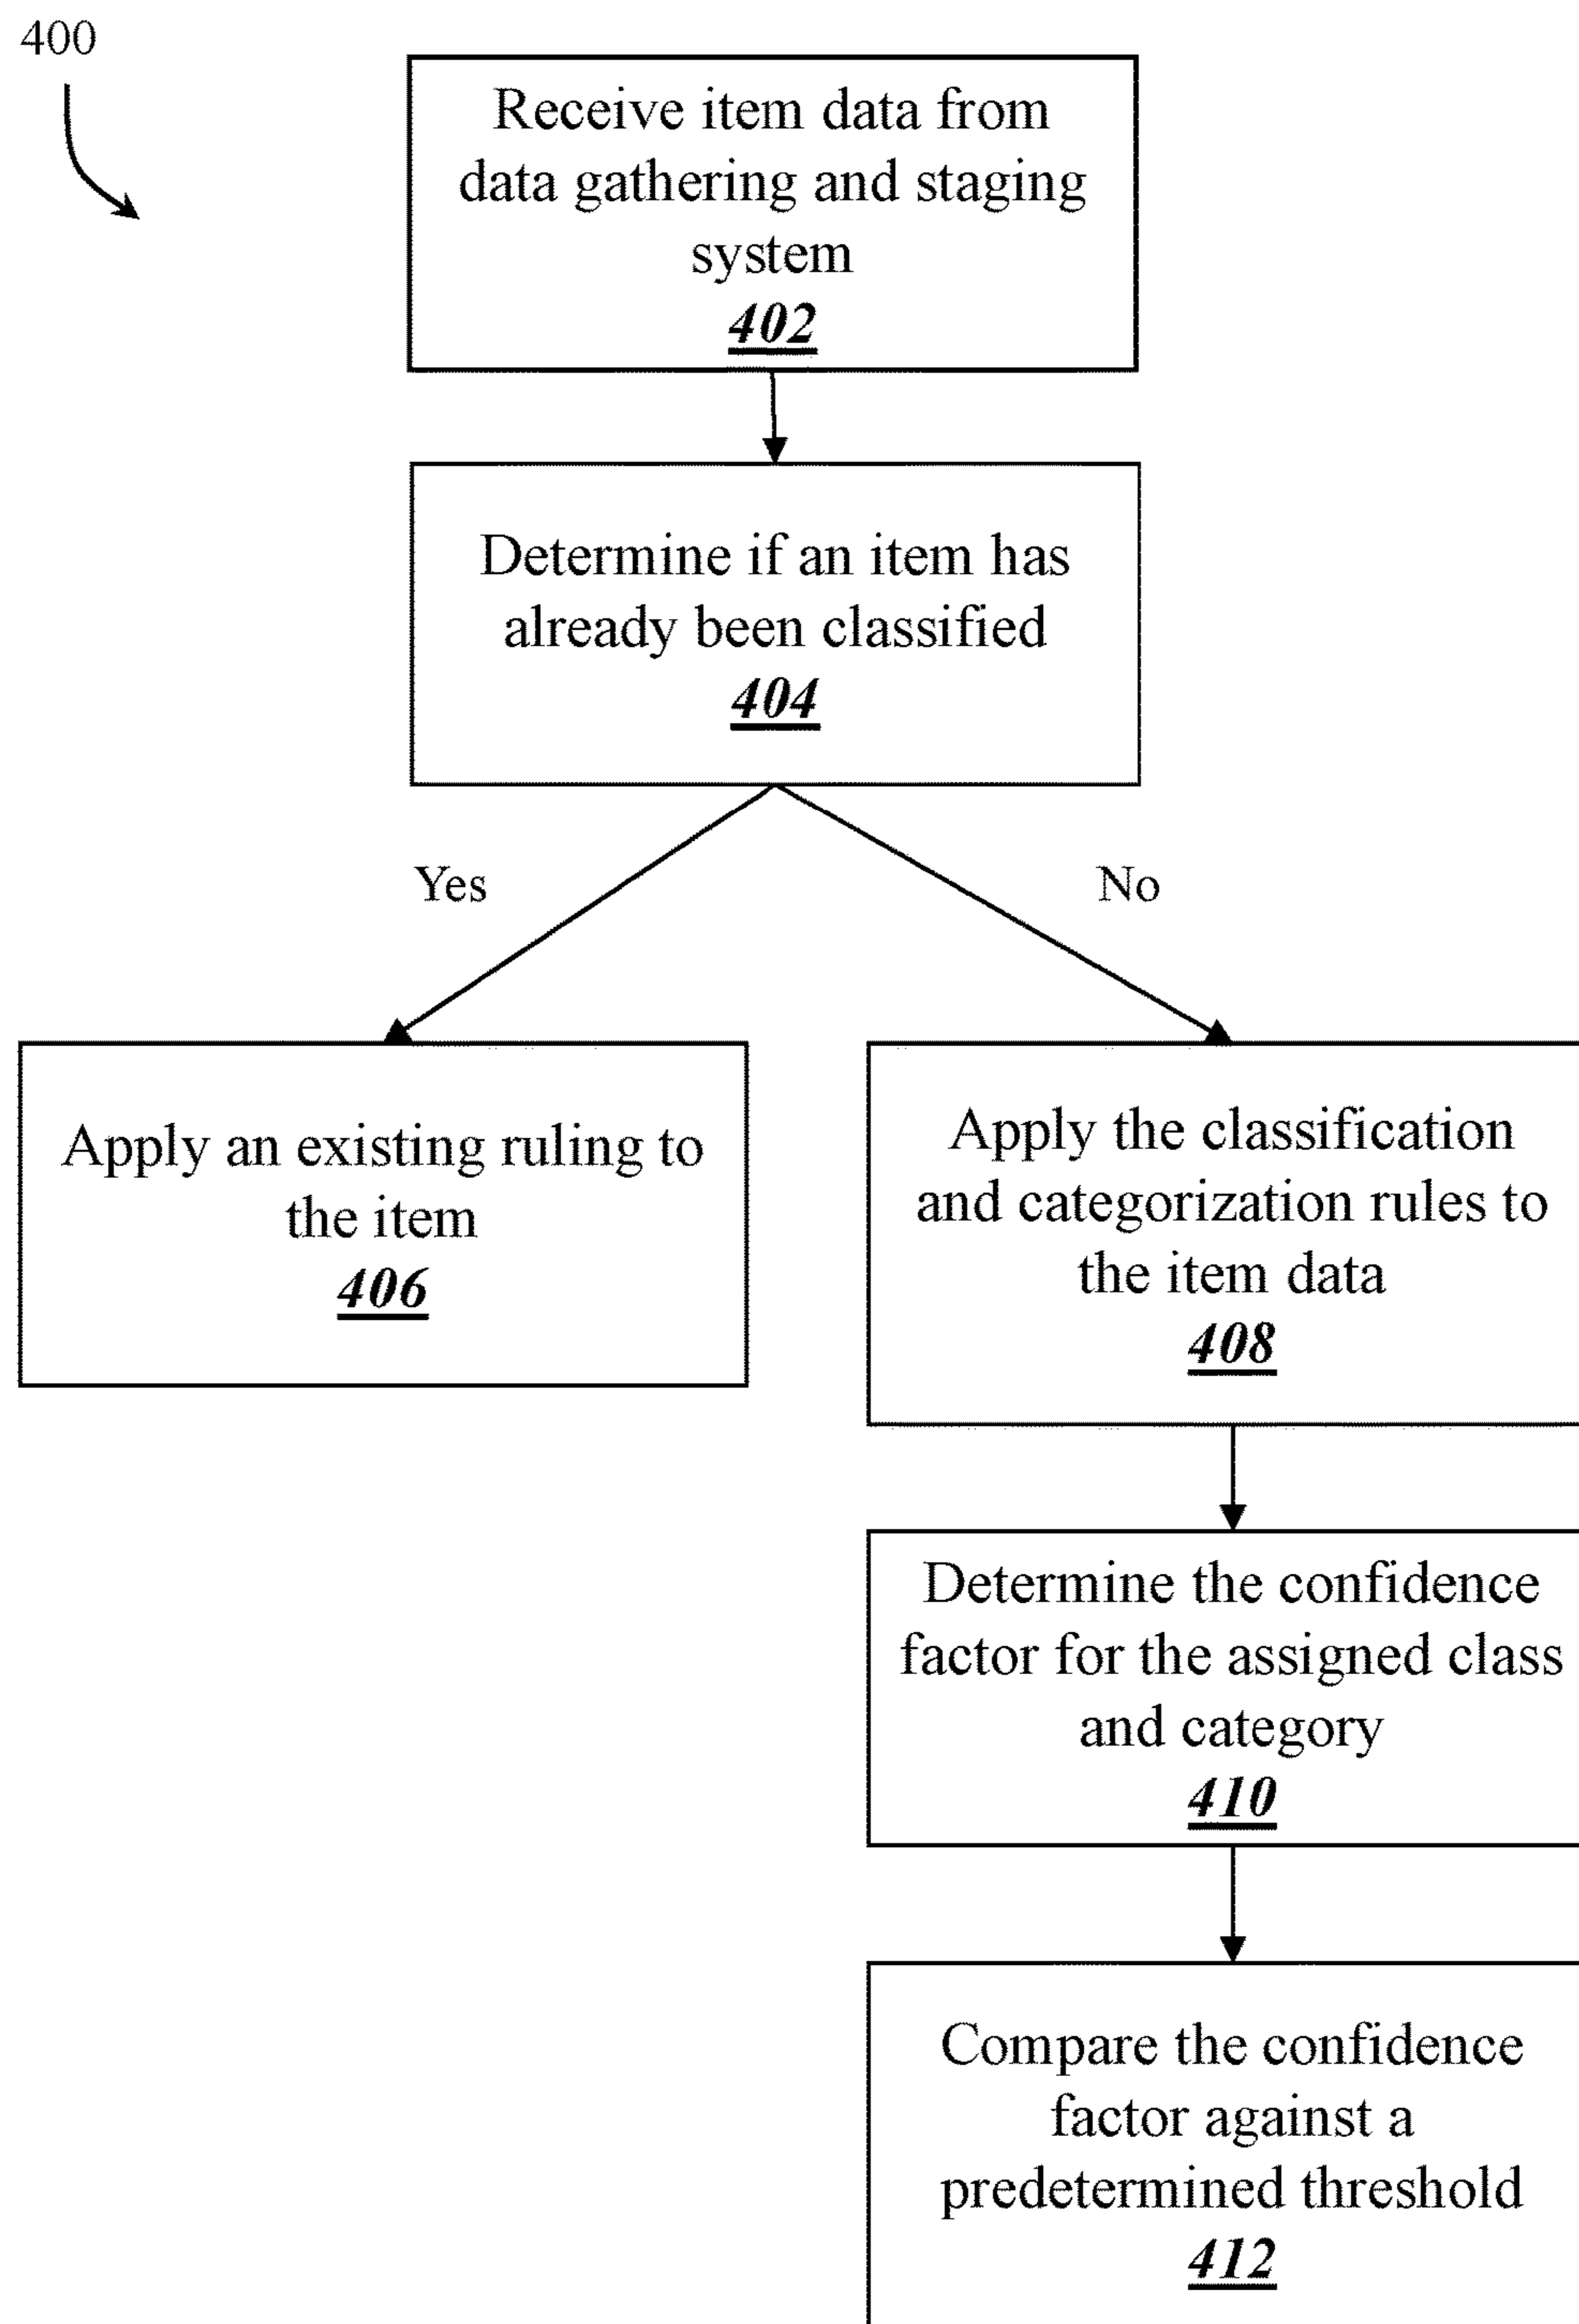 400
Receive item data from
data gathering and staging
system
402
Determine if an item has
already been classified
404
Yes
No
Apply an existing ruling to
the item
406
Apply the classification
and categorization rules to
the item data
408
Determine the confidence
factor for the assigned class
and category
410
Compare the confidence
factor against a
predetermined threshold
412